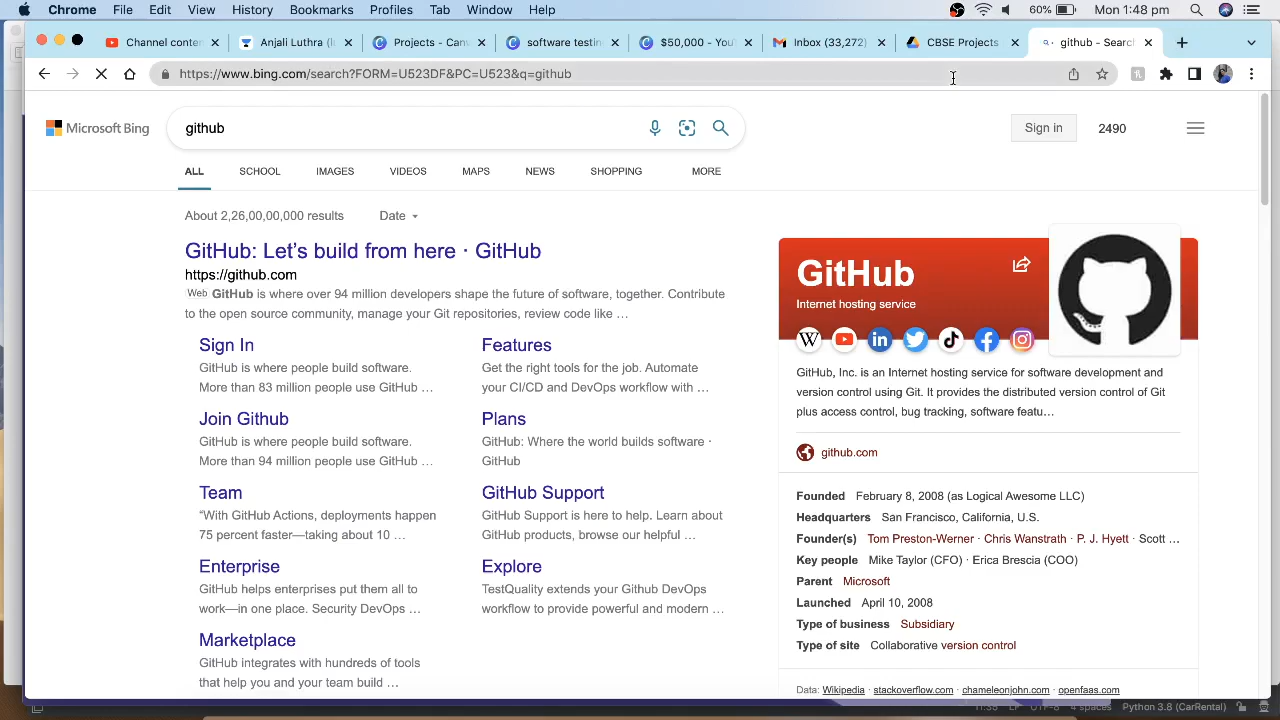 Chrome File Edit View History Bookmarks Profiles Tab Window Help 60% Mon 1:48 pm
Channel conten Anjali Luthra (L Projects - Can software testin $50,000 - You Inbox (33,272) CBSE Projects github - Search
https://www.bing.com/search?FORM=U523DF&PC=U523&q=github
Microsoft Bing github Sign in 2490
ALL SCHOOL IMAGES VIDEOS MAPS NEWS SHOPPING MORE
About 2,26,00,00,000 results Date
GitHub: Let's build from here · GitHub
https://github.com
Web GitHub is where over 94 million developers shape the future of software, together. Contribute
to the open source community, manage your Git repositories, review code like …
Sign In
GitHub is where people build software.
More than 83 million people use GitHub …
Features
Get the right tools for the job. Automate
your CI/CD and DevOps workflow with …
Join Github
GitHub is where people build software.
More than 94 million people use GitHub …
Plans
GitHub: Where the world builds software ·
GitHub
Team
“With GitHub Actions, deployments happen
75 percent faster—taking about 10 …
GitHub Support
GitHub Support is here to help. Learn about
GitHub products, browse our helpful …
Enterprise
GitHub helps enterprises put them all to
work—in one place. Security DevOps …
Explore
TestQuality extends your Github DevOps
workflow to provide powerful and modern …
Marketplace
GitHub integrates with hundreds of tools
that help you and your team build …
GitHub
Internet hosting service
W
in
GitHub, Inc. is an Internet hosting service for software development and
version control using Git. It provides the distributed version control of Git
plus access control, bug tracking, software featu…
github.com
Founded February 8, 2008 (as Logical Awesome LLC)
Headquarters San Francisco, California, U.S.
Founder(s) Tom Preston-Werner · Chris Wanstrath · P. J. Hyett · Scott …
Key people Mike Taylor (CFO) · Erica Brescia (COO)
Parent Microsoft
Launched April 10, 2008
Type of business Subsidiary
Type of site Collaborative version control
Data: Wikipedia · stackoverflow.com · chameleonjohn.com · openfaas.com
11:38 LF UTF-8 4 spaces Python 3.8 (CarRental)